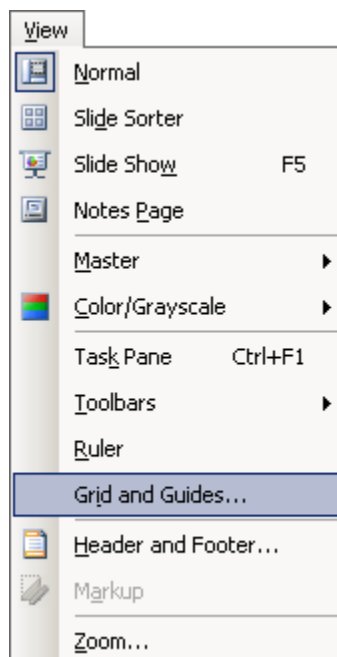 View
Normal
Slide Sorter
Slide Show F5
Notes Page
Master
Color/Grayscale
Task Pane Ctrl+F1
Toolbars
Ruler
Grid and Guides...
Header and Footer...
Markup
Zoom...